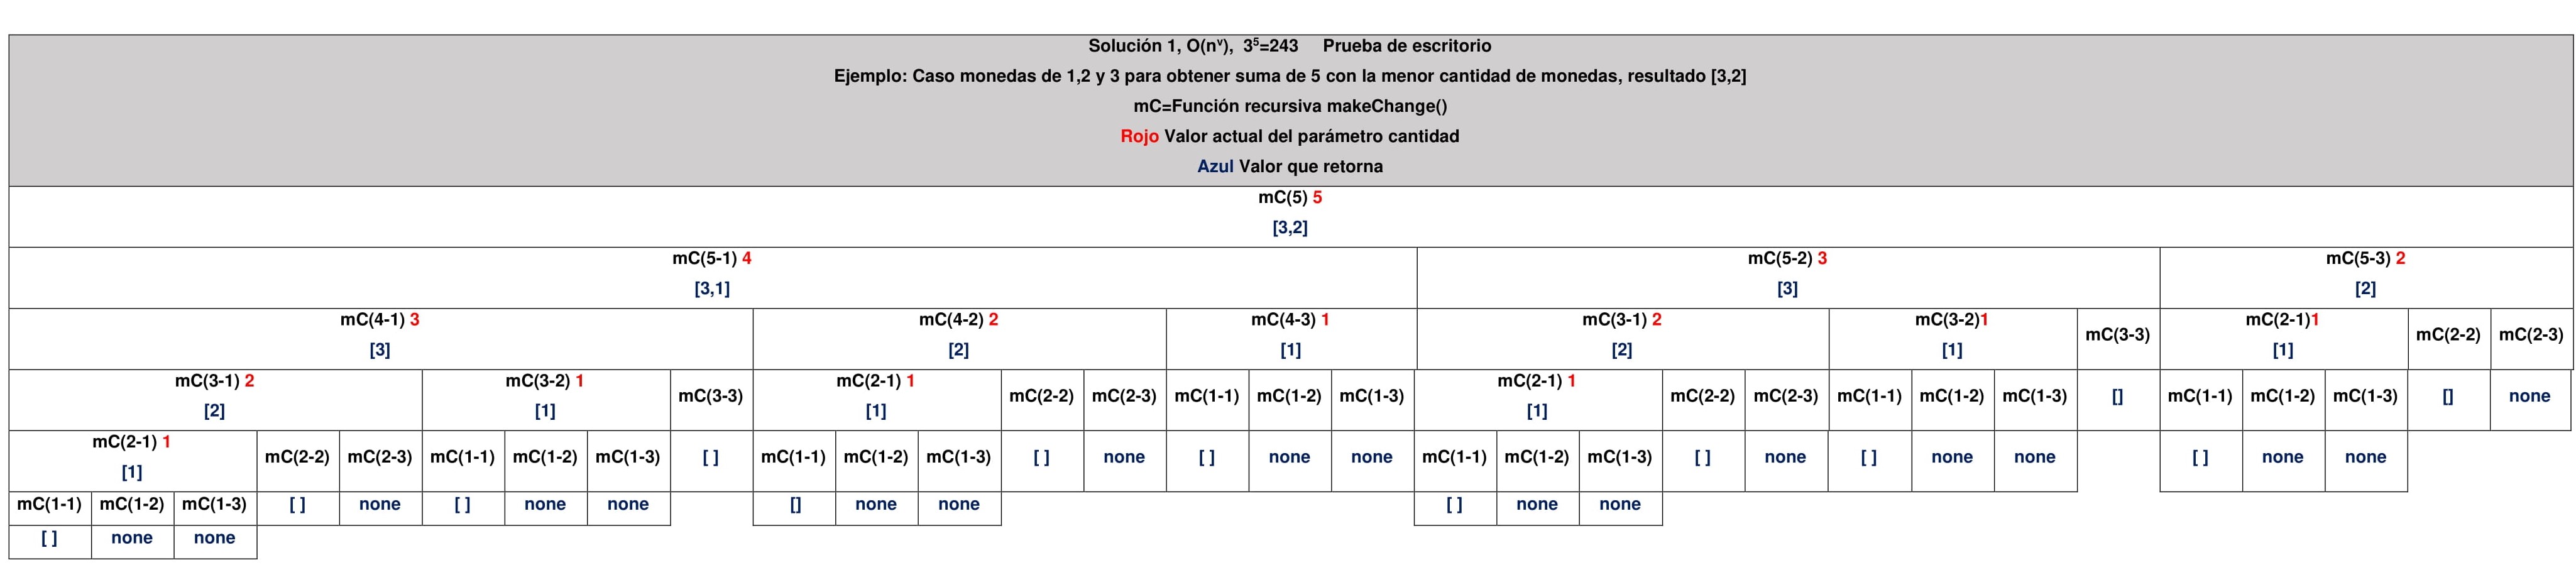 Solución 1, O(nᵛ), 3⁵=243 Prueba de escritorio
Ejemplo: Caso monedas de 1,2 y 3 para obtener suma de 5 con la menor cantidad de monedas, resultado [3,2]
mC=Función recursiva makeChange()
Rojo Valor actual del parámetro cantidad
Azul Valor que retorna
mC(5) 5
[3,2]
mC(5-1) 4 mC(5-2) 3 mC(5-3) 2
[3,1] [3] [2]
mC(4-1) 3 mC(4-2) 2 mC(4-3) 1 mC(3-1) 2 mC(3-2)1 mC(3-3) mC(2-1)1 mC(2-2) mC(2-3)
[3] [2] [1] [2] [1] [1]
mC(3-1) 2 mC(3-2) 1 mC(3-3) mC(2-1) 1 mC(2-2) mC(2-3) mC(1-1) mC(1-2) mC(1-3) mC(2-1) 1 mC(2-2) mC(2-3) mC(1-1) mC(1-2) mC(1-3) [] mC(1-1) mC(1-2) mC(1-3) [] none
[2] [1] [1] [1]
mC(2-1) 1 mC(2-2) mC(2-3) mC(1-1) mC(1-2) mC(1-3) [ ] mC(1-1) mC(1-2) mC(1-3) [ ] none [ ] none none mC(1-1) mC(1-2) mC(1-3) [ ] none [ ] none none [ ] none none
[1]
mC(1-1) mC(1-2) mC(1-3) [ ] none [ ] none none [] none none [ ] none none
[ ] none none